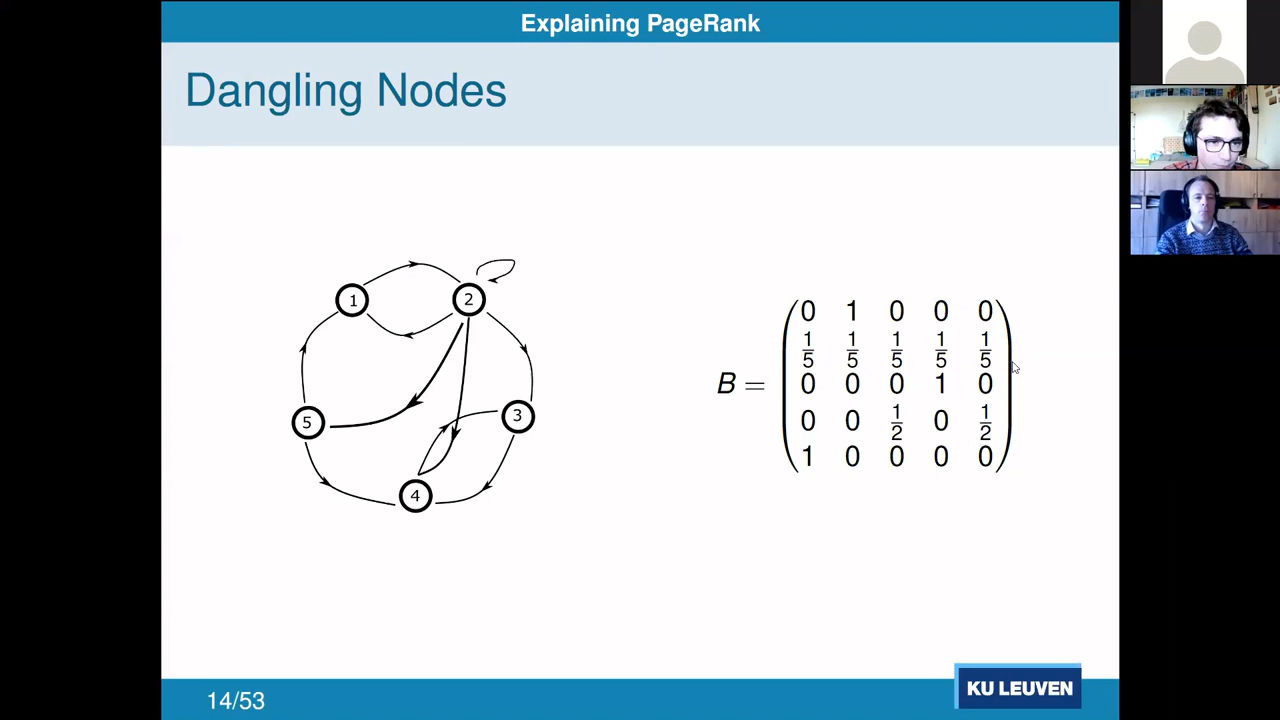 Explaining PageRank
Dangling Nodes
1
2
3
4
5
B =
0 1 0 0 0
1/5 1/5 1/5 1/5 1/5
0 0 0 1 0
0 0 1/2 0 1/2
1 0 0 0 0
14/53
KU LEUVEN